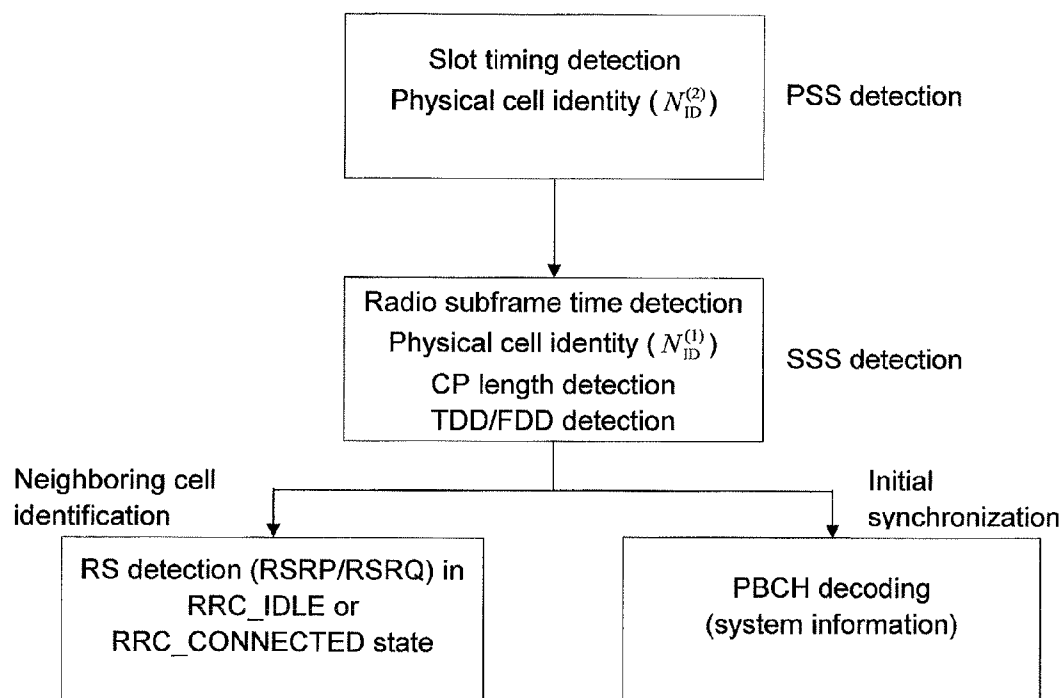 Slot timing detection
Physical cell identity ( N_ID^(2) )
PSS detection
Radio subframe time detection
Physical cell identity ( N_ID^(1) )
CP length detection
TDD/FDD detection
SSS detection
Neighboring cell
identification
Initial
synchronization
RS detection (RSRP/RSRQ) in
RRC_IDLE or
RRC_CONNECTED state
PBCH decoding
(system information)